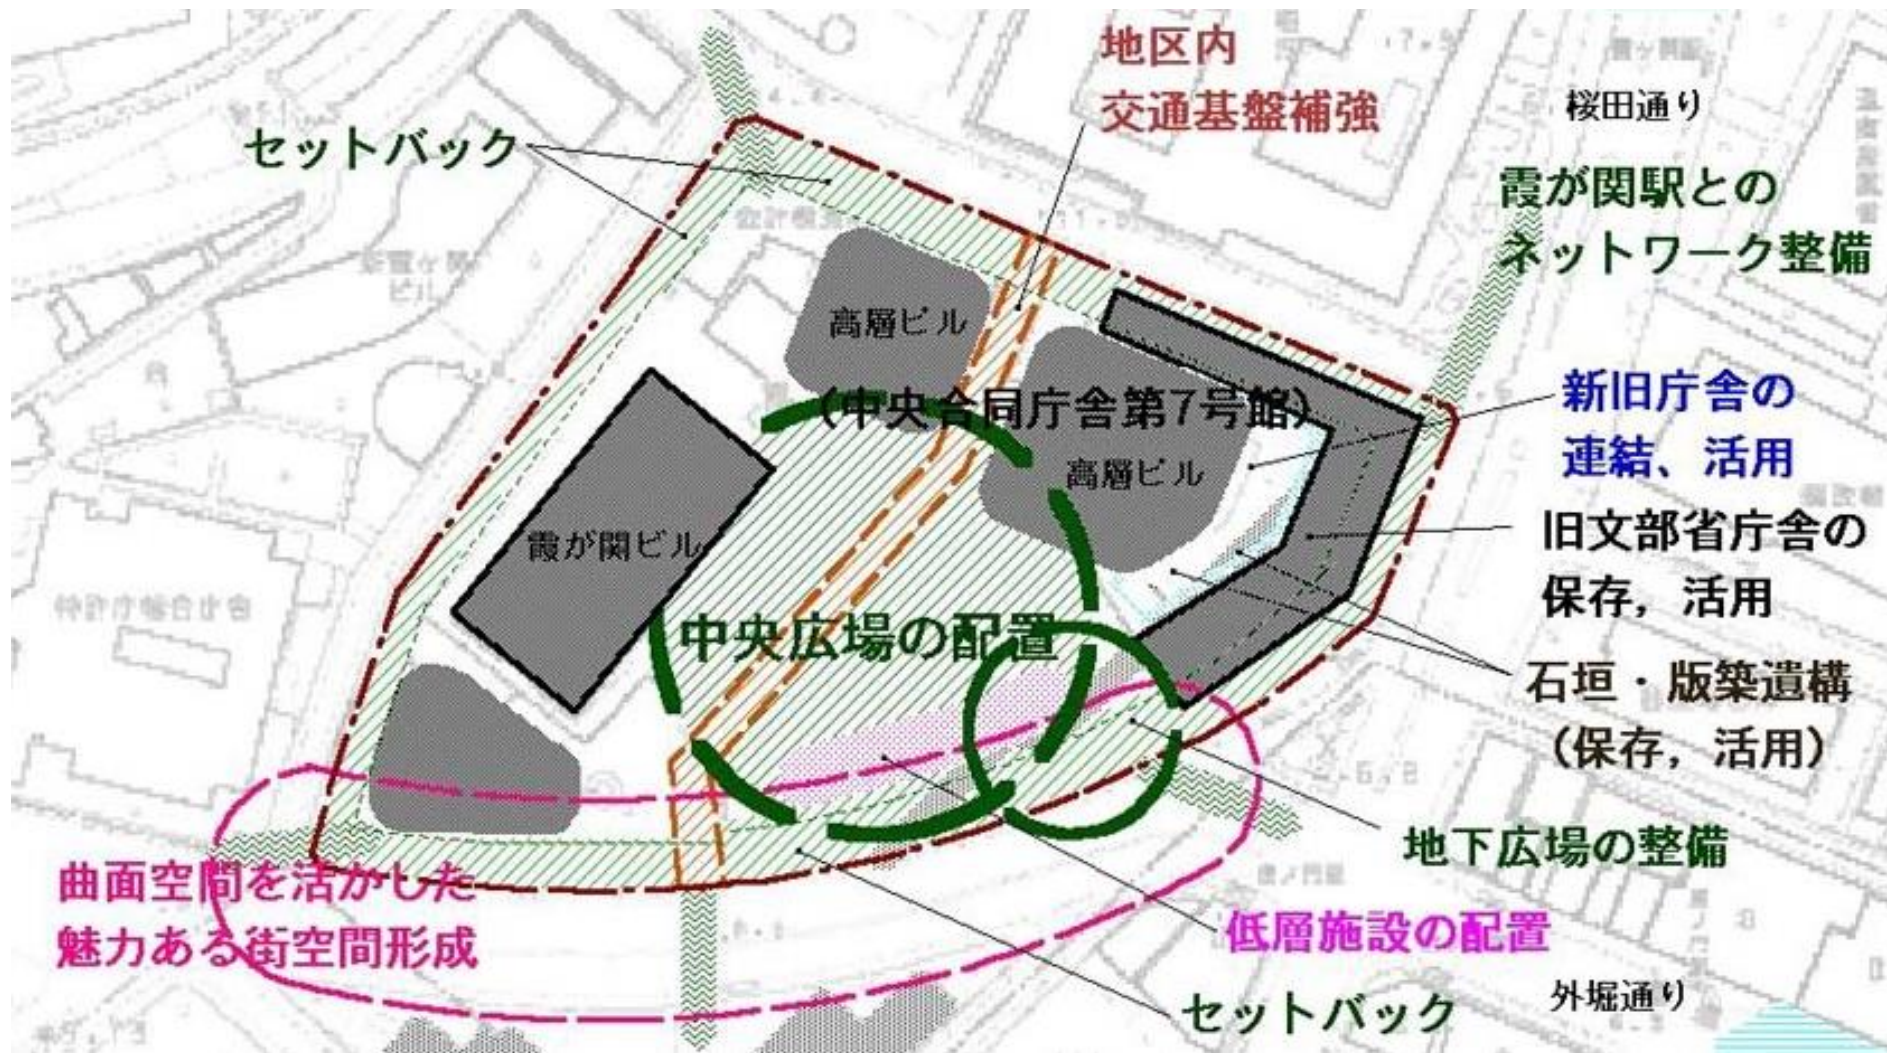 地区内
交通基盤補強
桜田通り
セットバック
霞が関駅との
ネットワーク整備
高層ビル
(中央合同庁舎第7号館)
高層ビル
新旧庁舎の
連結、活用
霞が関ビル
旧文部省庁舎の
保存，活用
中央広場の配置
石垣・版築遺構
(保存，活用)
地下広場の整備
曲面空間を活かした
魅力ある街空間形成
低層施設の配置
外堀通り
セットバック